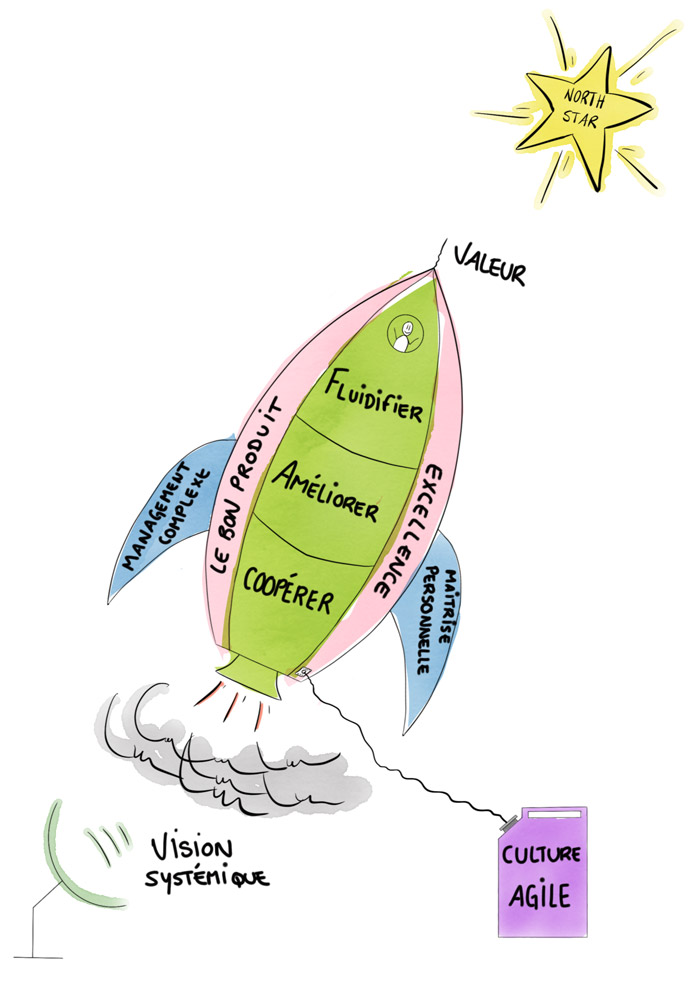 NORTH
STAR
VALEUR
FLUIDIFIER
AMÉLIORER
COOPÉRER
LE BON PRODUIT
EXCELLENCE
MANAGEMENT
COMPLEXE
MAÎTRISE
PERSONNELLE
VISION
SYSTÉMIQUE
CULTURE
AGILE